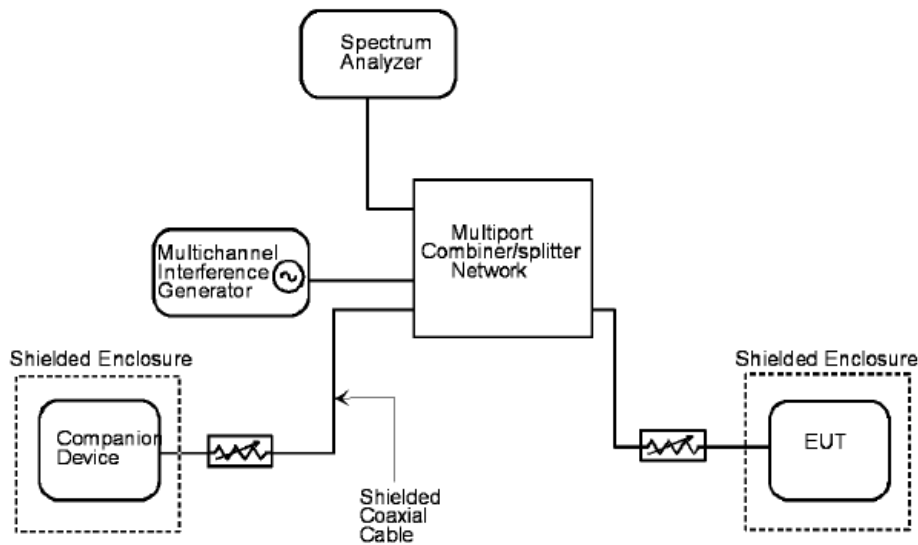 Spectrum
Analyzer
Multiport
Combiner/splitter
Network
Multichannel
Interference
Generator
Shielded Enclosure
Companion
Device
Shielded
Coaxial
Cable
Shielded Enclosure
EUT